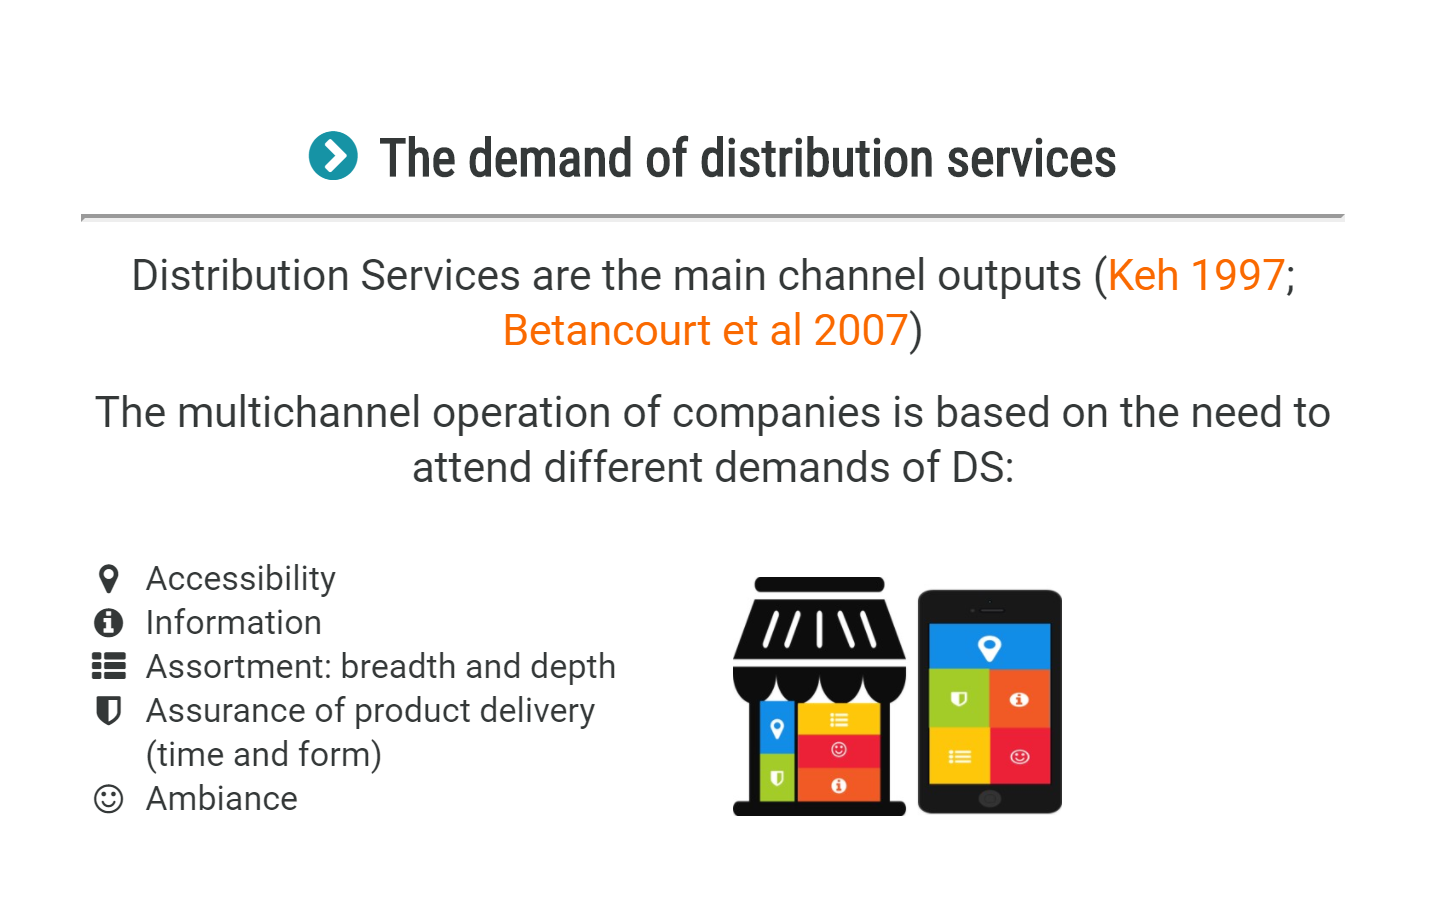 The demand of distribution services
Distribution Services are the main channel outputs (Keh 1997;
Betancourt et al 2007)
The multichannel operation of companies is based on the need to
attend different demands of DS:
Accessibility
Information
Assortment: breadth and depth
Assurance of product delivery
(time and form)
Ambiance